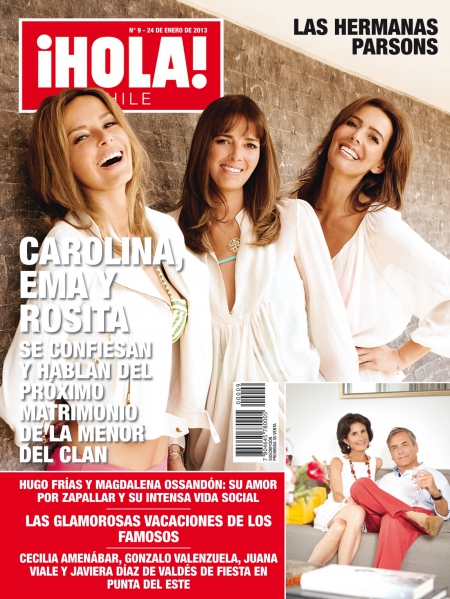 Nº 9 - 24 DE ENERO DE 2013
¡HOLA!
HILE
LAS HERMANAS
PARSONS
CAROLINA,
EMA Y
ROSITA
SE CONFIESAN
Y HABLAN DEL
PRÓXIMO
MATRIMONIO
DE LA MENOR
DEL CLAN
00009
HUGO FRÍAS Y MAGDALENA OSSANDÓN: SU AMOR
POR ZAPALLAR Y SU INTENSA VIDA SOCIAL
LAS GLAMOROSAS VACACIONES DE LOS
FAMOSOS
CECILIA AMENÁBAR, GONZALO VALENZUELA, JUANA
VIALE Y JAVIERA DÍAZ DE VALDÉS DE FIESTA EN
PUNTA DEL ESTE